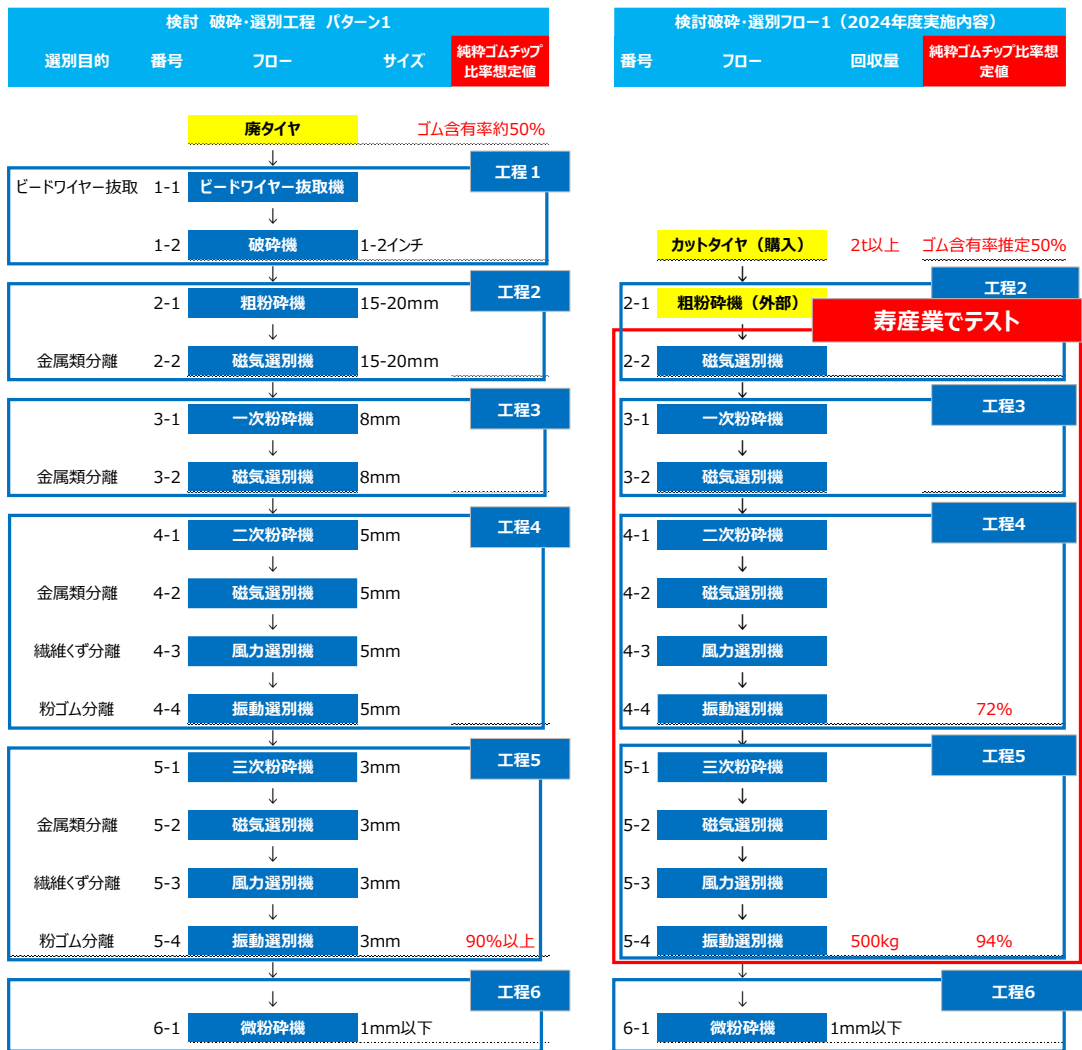 検討 破砕・選別工程 パターン1
選別目的 番号 フロー サイズ 純粋ゴムチップ
比率想定値
廃タイヤ ゴム含有率約50%
↓
工程1
ビードワイヤー抜取 1-1 ビードワイヤー抜取機
↓
1-2 破砕機 1-2インチ
↓
工程2
2-1 粗粉砕機 15-20mm
↓
金属類分離 2-2 磁気選別機 15-20mm
↓
工程3
3-1 一次粉砕機 8mm
↓
金属類分離 3-2 磁気選別機 8mm
↓
工程4
4-1 二次粉砕機 5mm
↓
金属類分離 4-2 磁気選別機 5mm
↓
繊維くず分離 4-3 風力選別機 5mm
↓
粉ゴム分離 4-4 振動選別機 5mm
↓
工程5
5-1 三次粉砕機 3mm
↓
金属類分離 5-2 磁気選別機 3mm
↓
繊維くず分離 5-3 風力選別機 3mm
↓
粉ゴム分離 5-4 振動選別機 3mm 90%以上
↓
工程6
↓
6-1 微粉砕機 1mm以下
検討破砕・選別フロー1（2024年度実施内容）
番号 フロー 回収量 純粋ゴムチップ比率想
定値
カットタイヤ（購入） 2t以上 ゴム含有率推定50%
↓
工程2
2-1 粗粉砕機（外部）
寿産業でテスト
↓
2-2 磁気選別機
↓
工程3
3-1 一次粉砕機
↓
3-2 磁気選別機
↓
工程4
4-1 二次粉砕機
↓
4-2 磁気選別機
↓
4-3 風力選別機
↓
4-4 振動選別機 72%
↓
工程5
5-1 三次粉砕機
↓
5-2 磁気選別機
↓
5-3 風力選別機
↓
5-4 振動選別機 500kg 94%
↓
工程6
↓
6-1 微粉砕機 1mm以下